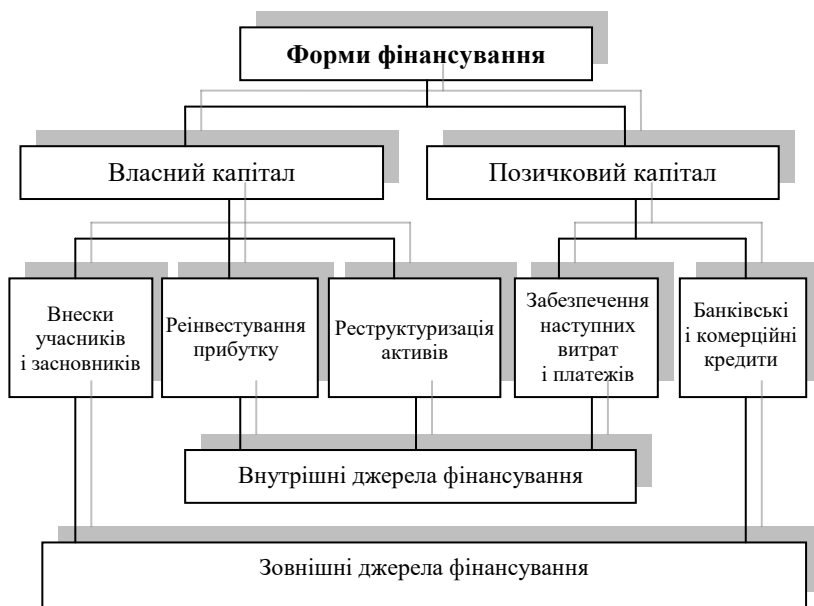 Форми фінансування
Власний капітал
Позичковий капітал
Внески
учасників
і засновників
Реінвестування
прибутку
Реструктуризація
активів
Забезпечення
наступних
витрат
і платежів
Банківські
і комерційні
кредити
Внутрішні джерела фінансування
Зовнішні джерела фінансування